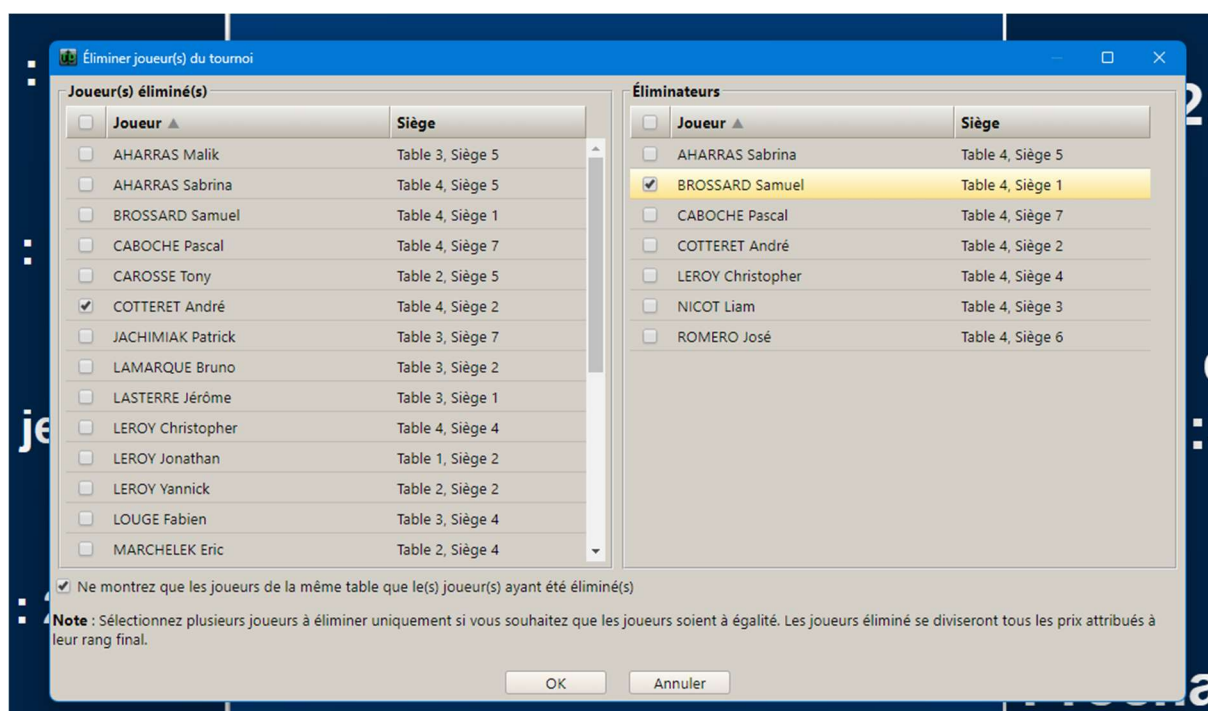 Éliminer joueur(s) du tournoi
Joueur(s) éliminé(s)
Joueur Siège
AHARRAS Malik Table 3, Siège 5
AHARRAS Sabrina Table 4, Siège 5
BROSSARD Samuel Table 4, Siège 1
CABOCHE Pascal Table 4, Siège 7
CAROSSE Tony Table 2, Siège 5
COTTERET André Table 4, Siège 2
JACHIMIAK Patrick Table 3, Siège 7
LAMARQUE Bruno Table 3, Siège 2
LASTERRE Jérôme Table 3, Siège 1
LEROY Christopher Table 4, Siège 4
LEROY Jonathan Table 1, Siège 2
LEROY Yannick Table 2, Siège 2
LOUGE Fabien Table 3, Siège 4
MARCHELEK Eric Table 2, Siège 4
Éliminateurs
Joueur Siège
AHARRAS Sabrina Table 4, Siège 5
BROSSARD Samuel Table 4, Siège 1
CABOCHE Pascal Table 4, Siège 7
COTTERET André Table 4, Siège 2
LEROY Christopher Table 4, Siège 4
NICOT Liam Table 4, Siège 3
ROMERO José Table 4, Siège 6
Ne montrez que les joueurs de la même table que le(s) joueur(s) ayant été éliminé(s)
Note : Sélectionnez plusieurs joueurs à éliminer uniquement si vous souhaitez que les joueurs soient à égalité. Les joueurs éliminé se diviseront tous les prix attribués à
leur rang final.
OK Annuler